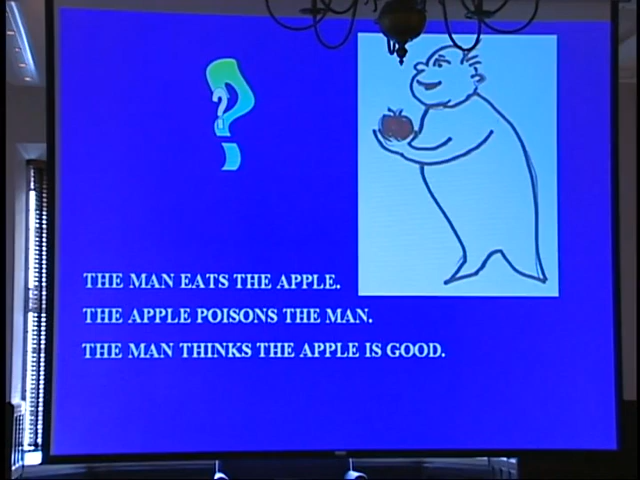 ?
THE MAN EATS THE APPLE.
THE APPLE POISONS THE MAN.
THE MAN THINKS THE APPLE IS GOOD.